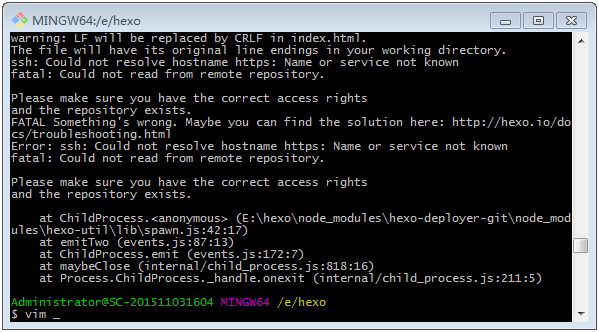 MINGW64:/e/hexo
warning: LF will be replaced by CRLF in index.html.
The file will have its original line endings in your working directory.
ssh: Could not resolve hostname https: Name or service not known
fatal: Could not read from remote repository.
Please make sure you have the correct access rights
and the repository exists.
FATAL Something's wrong. Maybe you can find the solution here: http://hexo.io/do
cs/troubleshooting.html
Error: ssh: Could not resolve hostname https: Name or service not known
fatal: Could not read from remote repository.
Please make sure you have the correct access rights
and the repository exists.
at ChildProcess.<anonymous> (E:\hexo\node_modules\hexo-deployer-git\node_mod
ules\hexo-util\lib\spawn.js:42:17)
at emitTwo (events.js:87:13)
at ChildProcess.emit (events.js:172:7)
at maybeClose (internal/child_process.js:818:16)
at Process.ChildProcess._handle.onexit (internal/child_process.js:211:5)
Administrator@SC-201511031604 MINGW64 /e/hexo
$ vim _